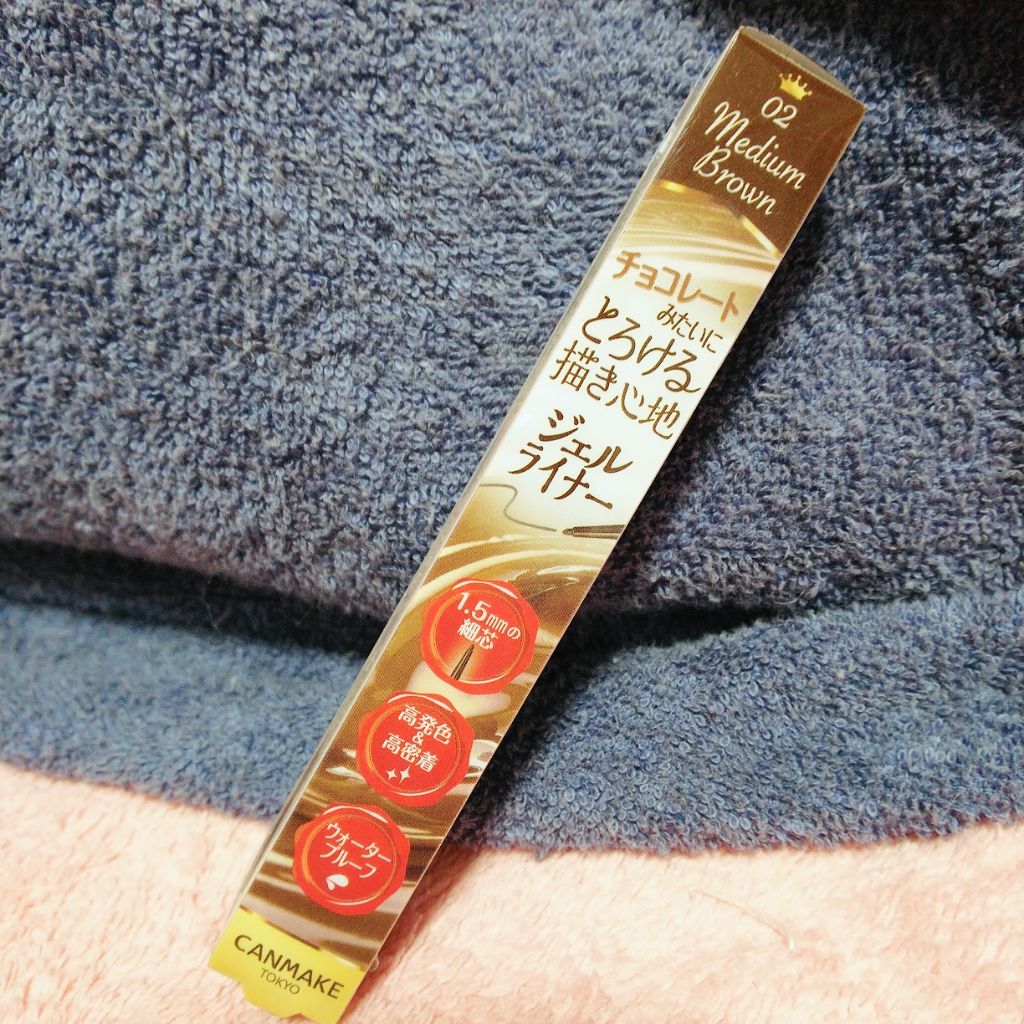 02
Medium
Brown
チョコレート
みたいに
とろける
描き心地
ジェル
ライナー
1.5mmの
細芯
高発色
&
高密着
ウォーター
プルーフ
CANMAKE
TOKYO